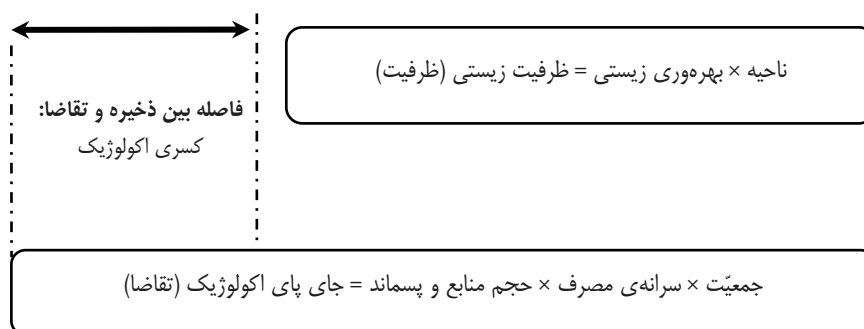 ناحیه × بهره‌وری زیستی = ظرفیت زیستی (ظرفیت)
فاصله بین ذخیره و تقاضا:
کسری اکولوژیک
جمعیّت × سرانه‌ی مصرف × حجم منابع و پسماند = جای پای اکولوژیک (تقاضا)